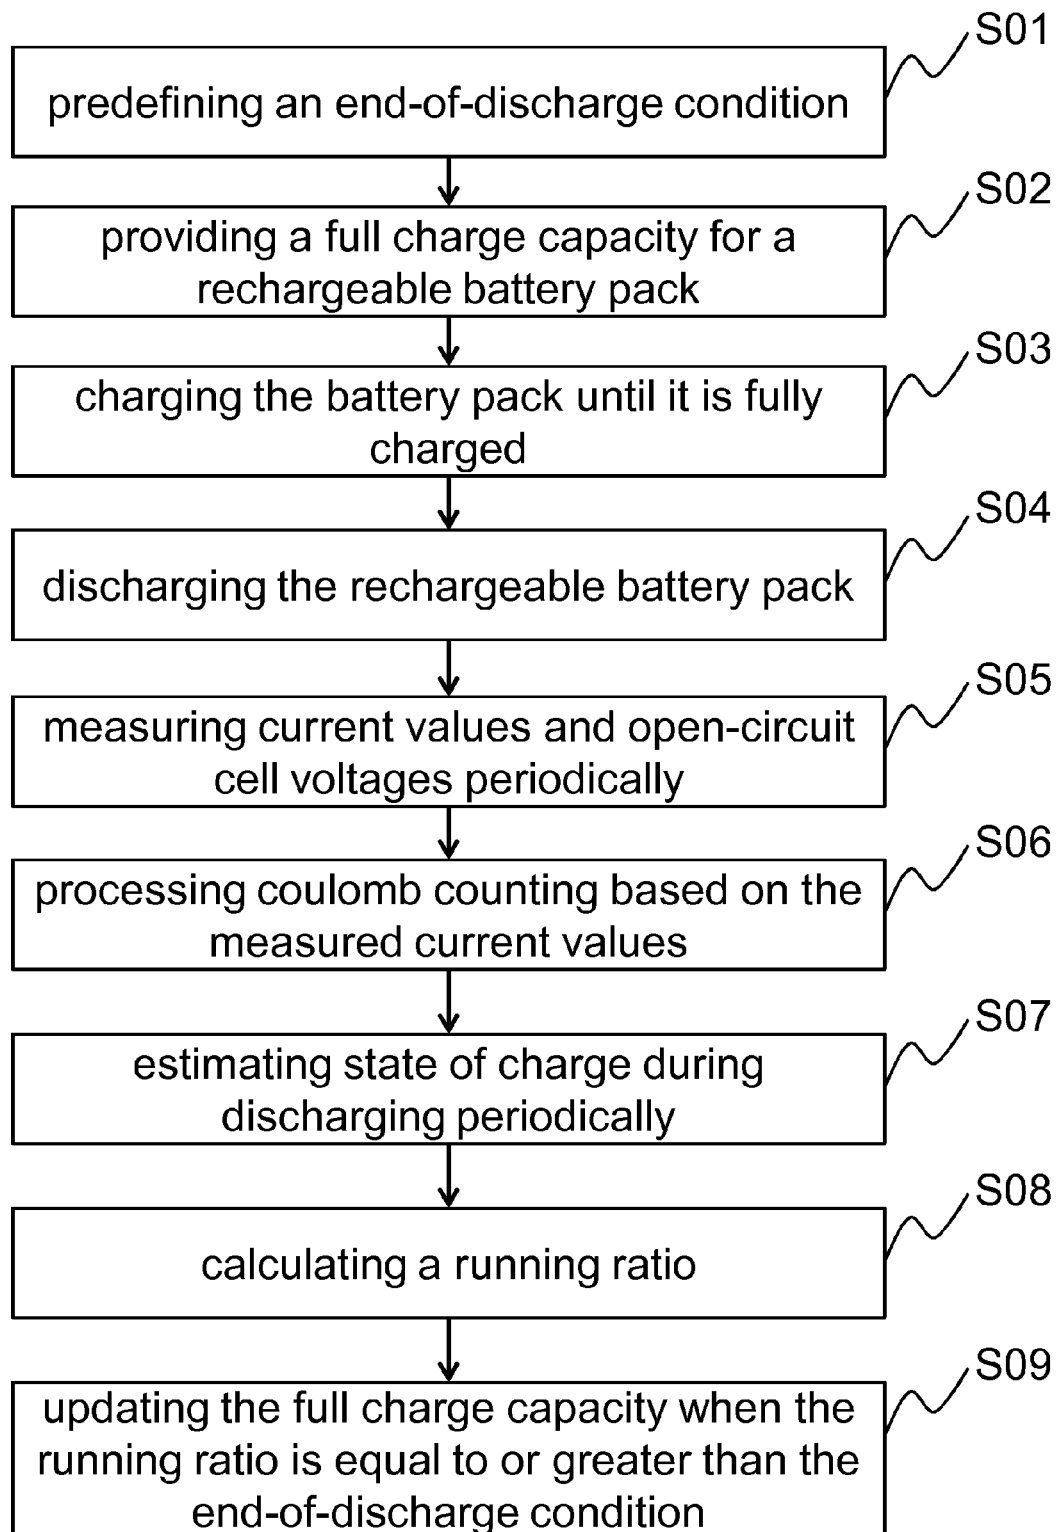 S01
predefining an end-of-discharge condition
S02
providing a full charge capacity for a
rechargeable battery pack
S03
charging the battery pack until it is fully
charged
S04
discharging the rechargeable battery pack
S05
measuring current values and open-circuit
cell voltages periodically
S06
processing coulomb counting based on the
measured current values
S07
estimating state of charge during
discharging periodically
S08
calculating a running ratio
S09
updating the full charge capacity when the
running ratio is equal to or greater than the
end-of-discharge condition